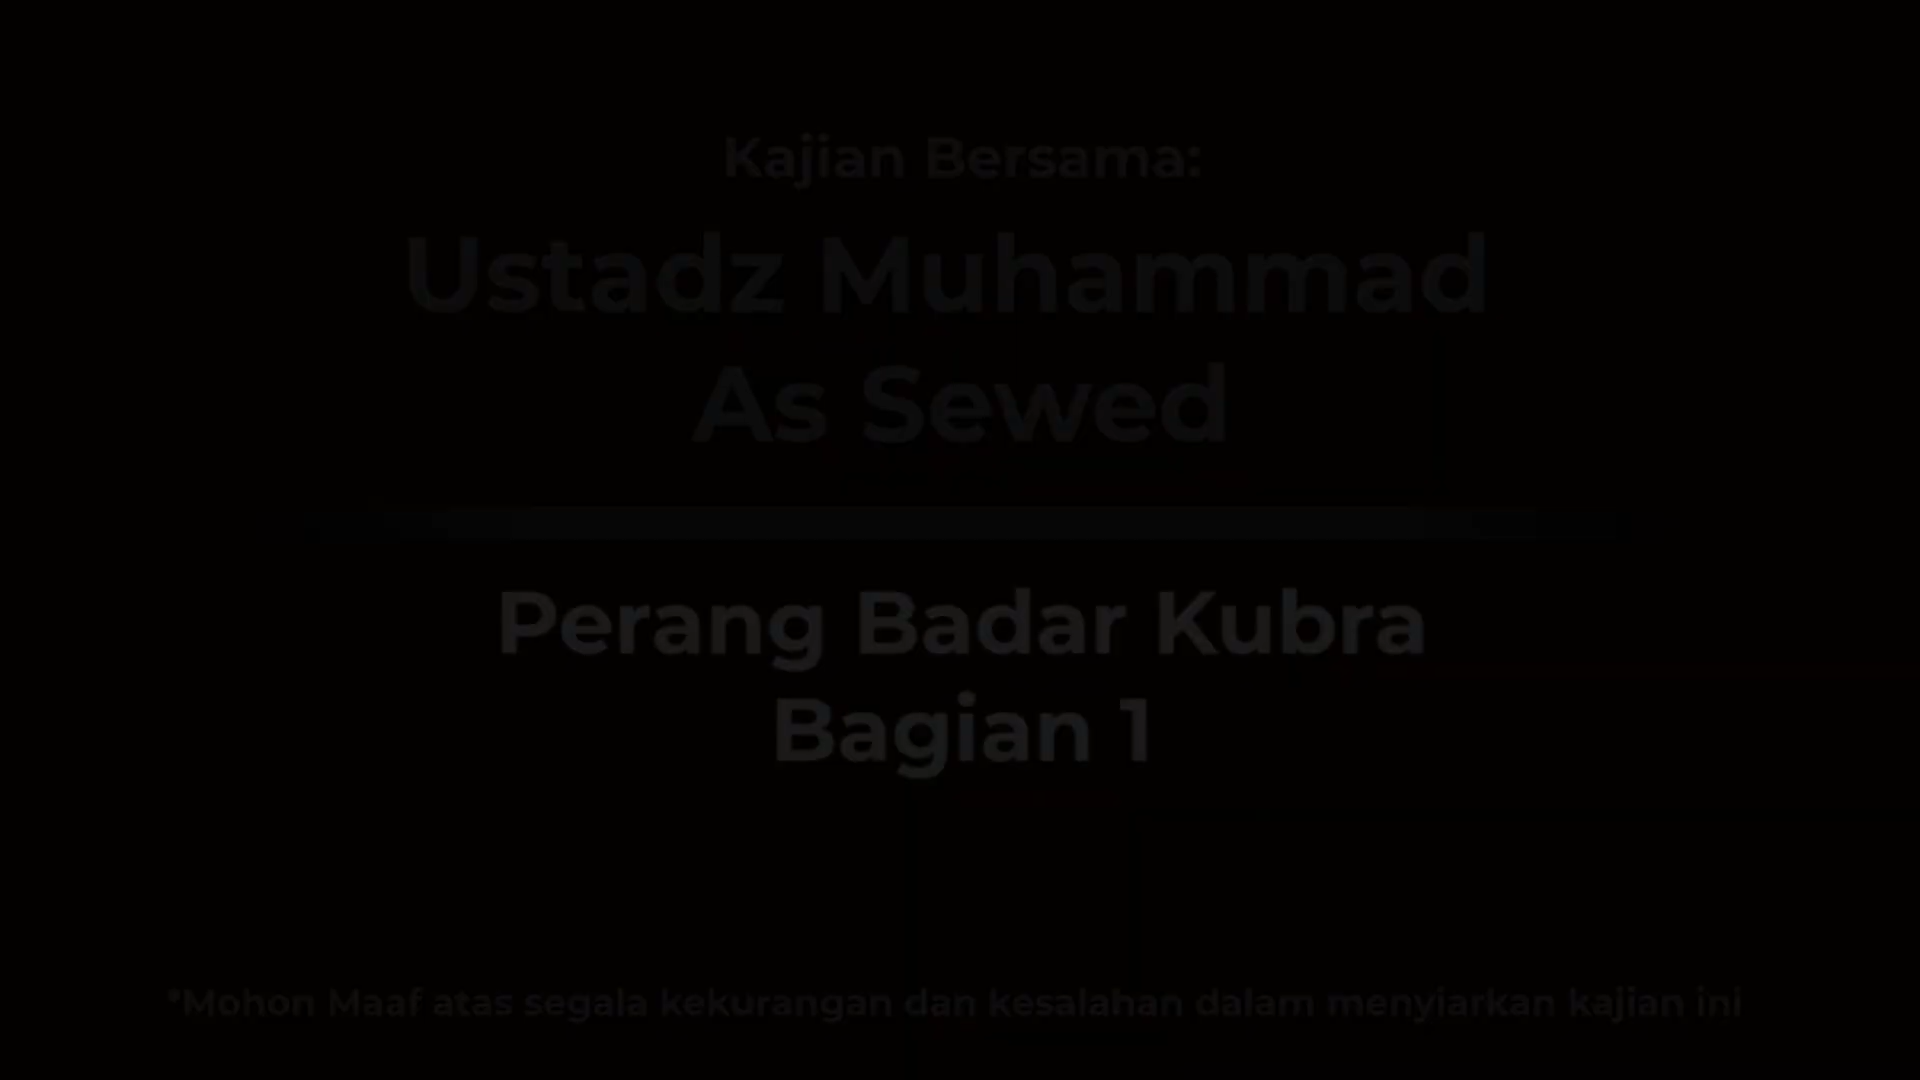 Kajian Bersama:
Ustadz Muhammad
As Sewed
Perang Badar Kubra
Bagian 1
*Mohon Maaf atas segala kekurangan dan kesalahan dalam menyiarkan kajian ini